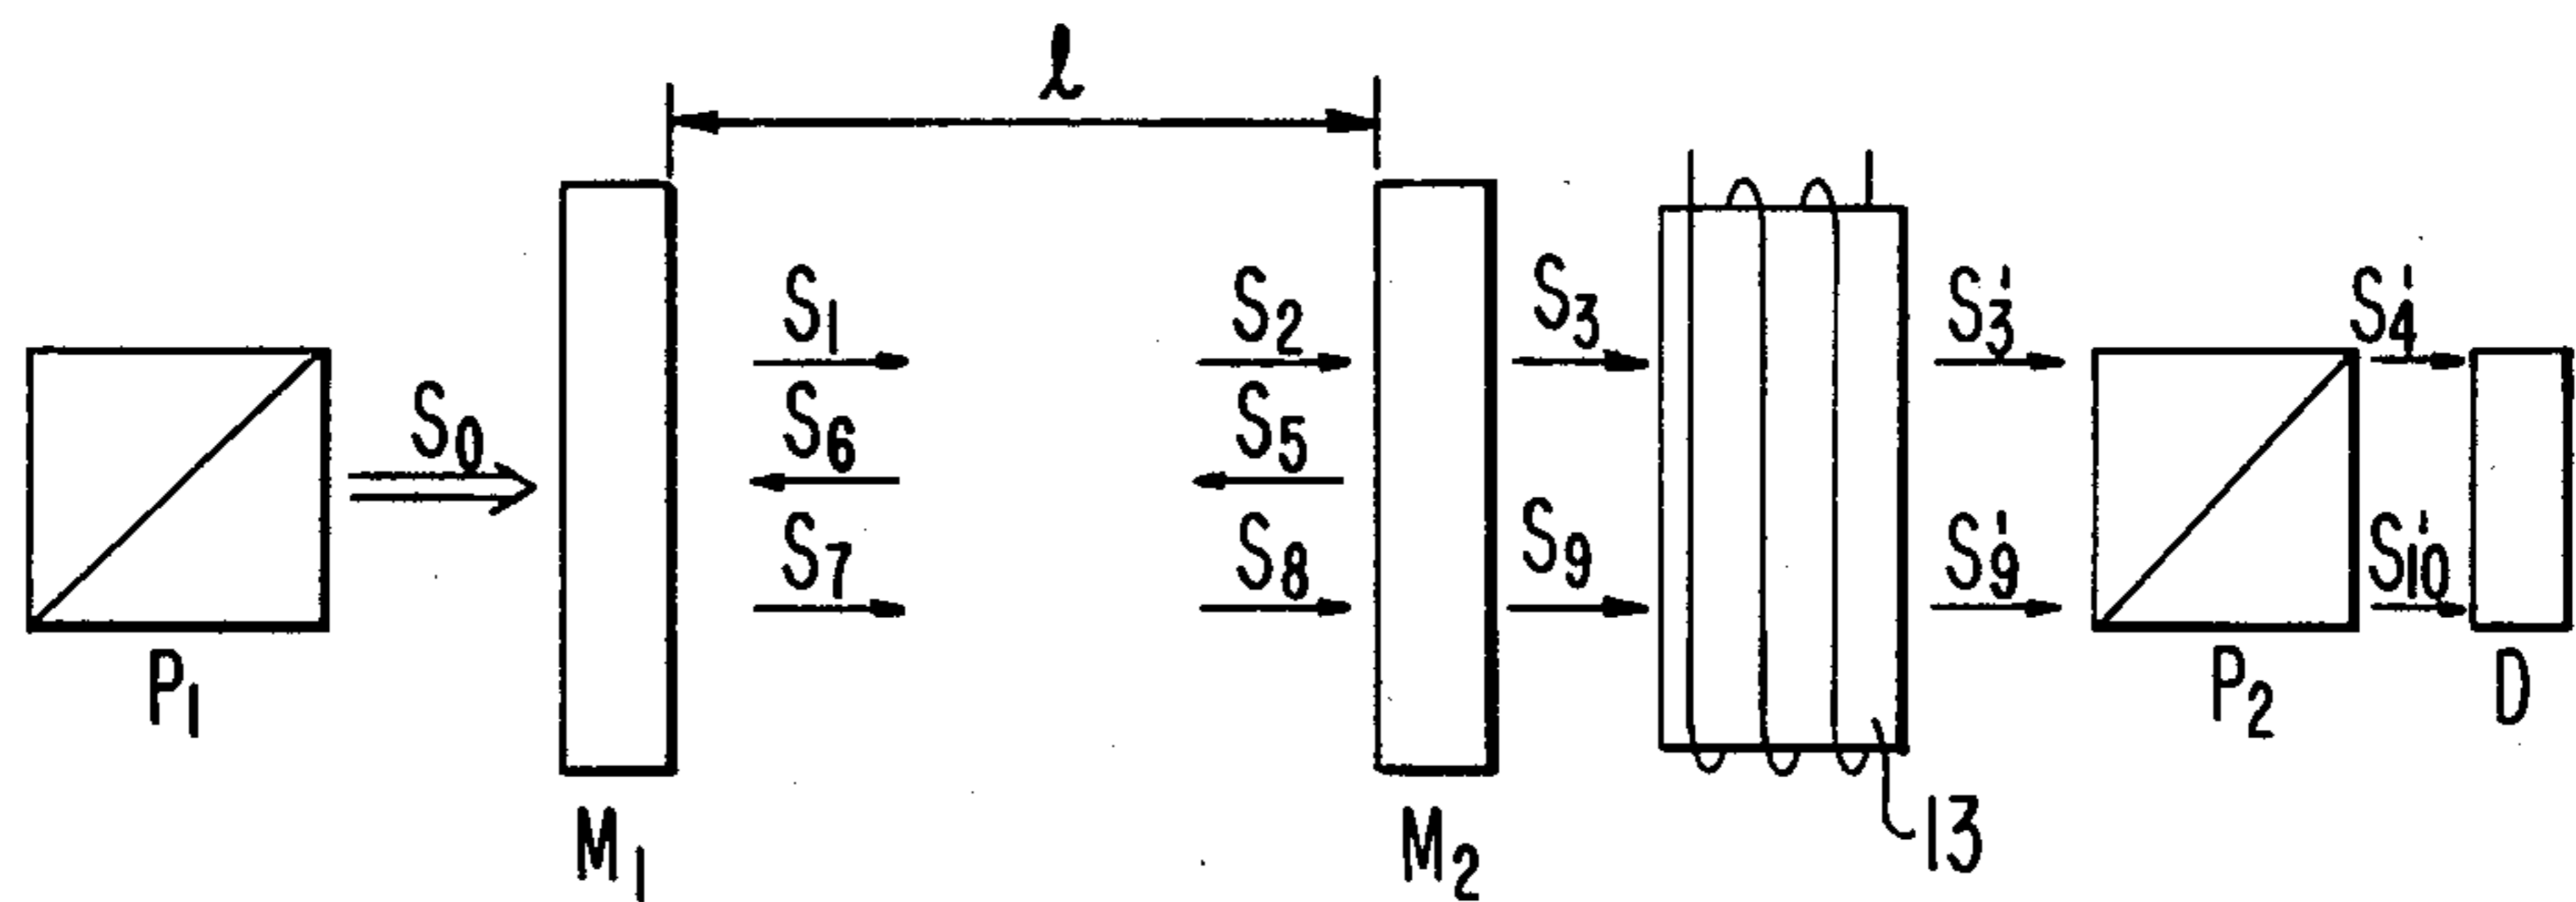 ℓ
S₁ S₂ S₃ S₃' S₄'
S₀ S₆ S₅
S₇ S₈ S₉ S₉' S₁₀'
P₁ P₂ D
M₁ M₂ 13